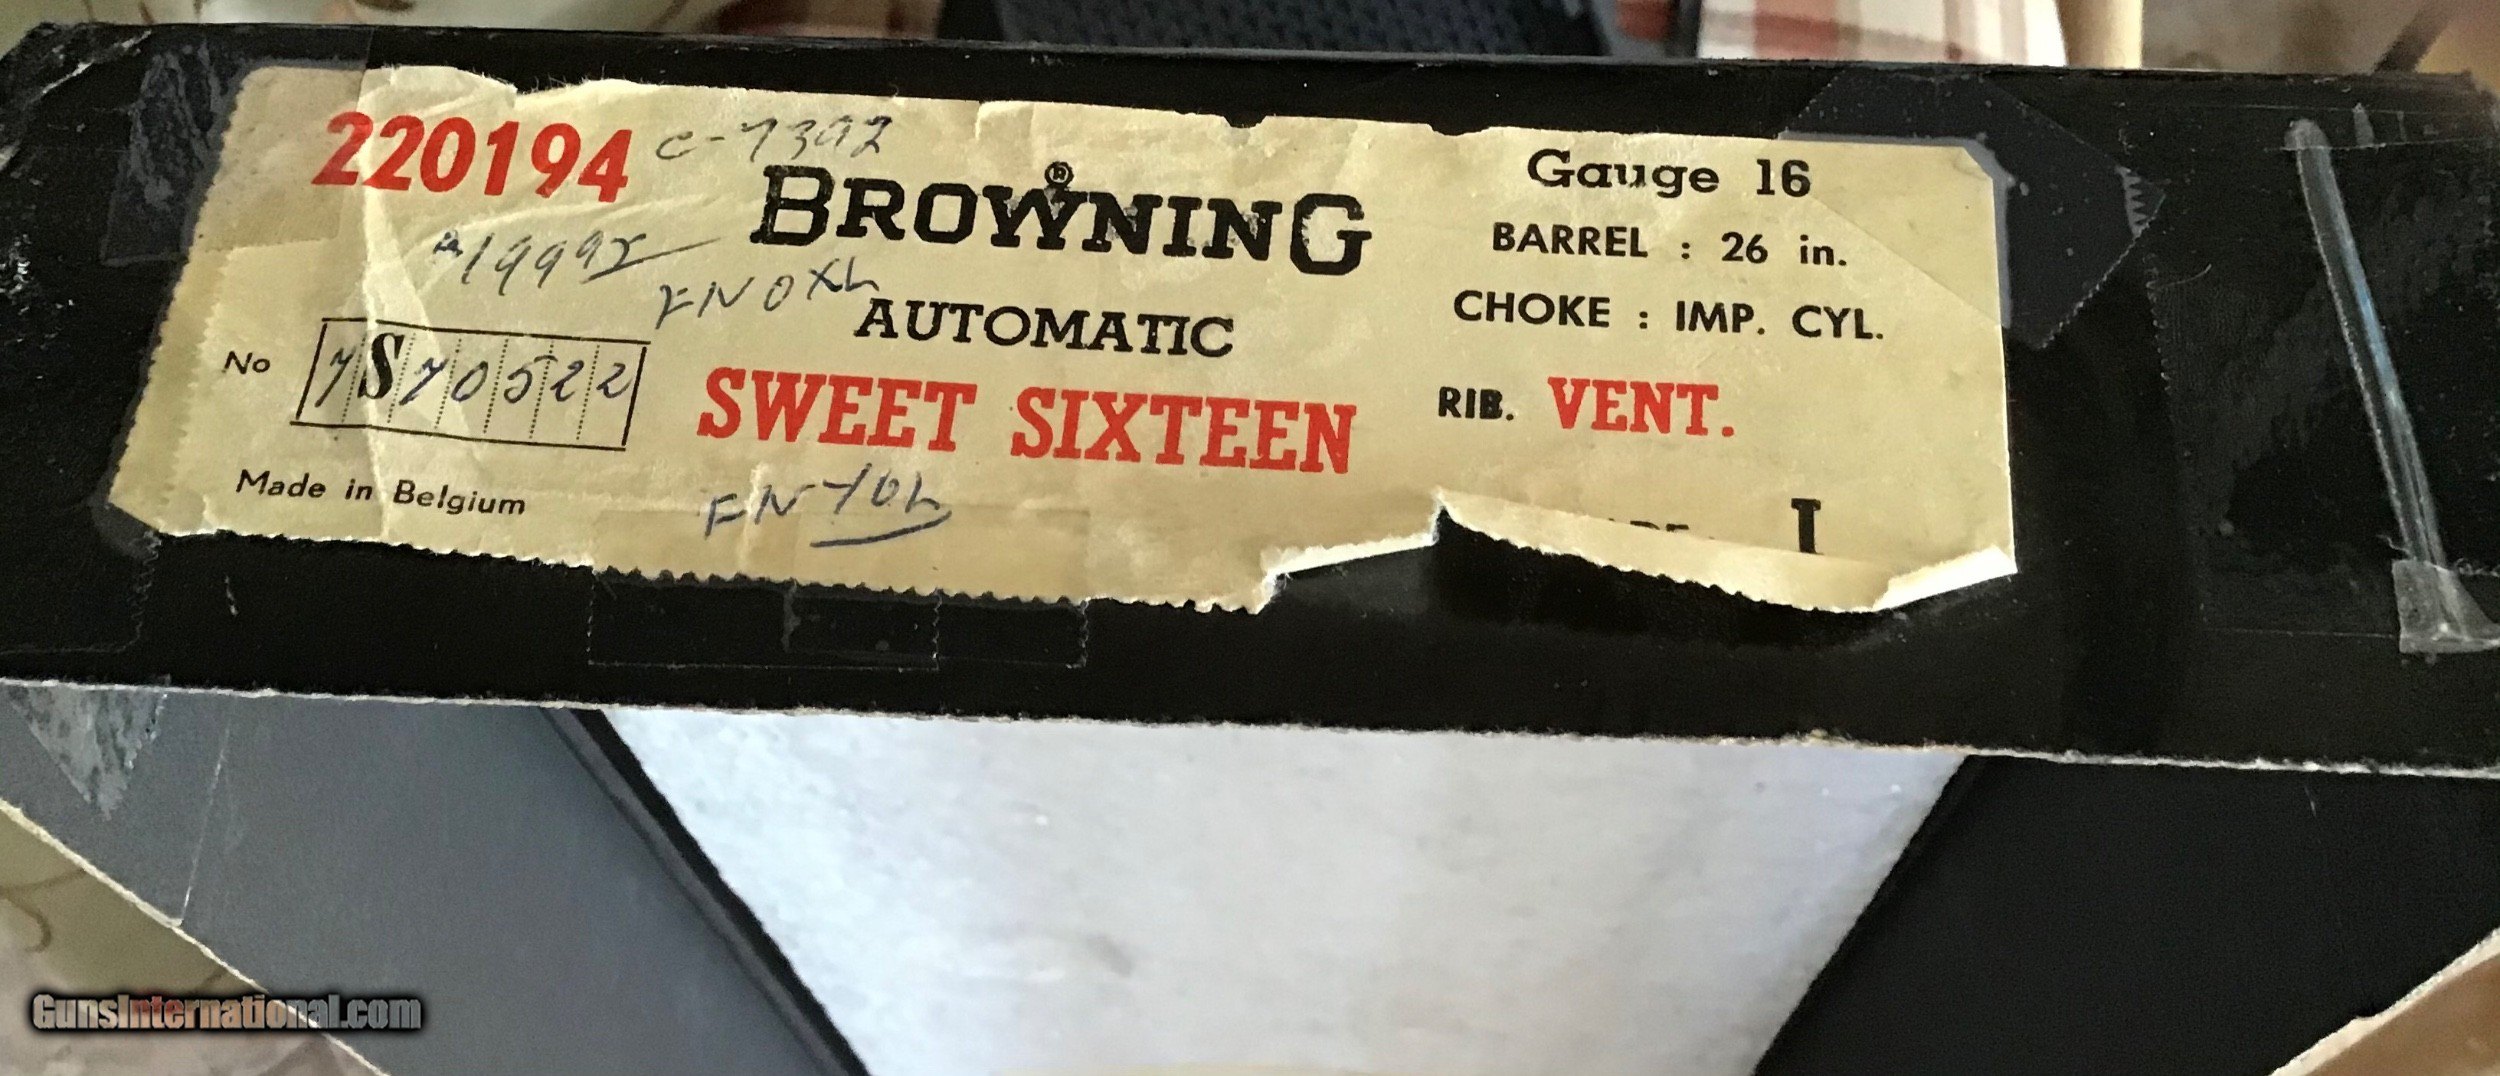 220194 C-7392
BROWNING®
FNOXL
AUTOMATIC
No 7S70522
SWEET SIXTEEN
Made in Belgium
Gauge 16
BARREL : 26 in.
CHOKE : IMP. CYL.
RIB. VENT.
I
GunsInternational.com